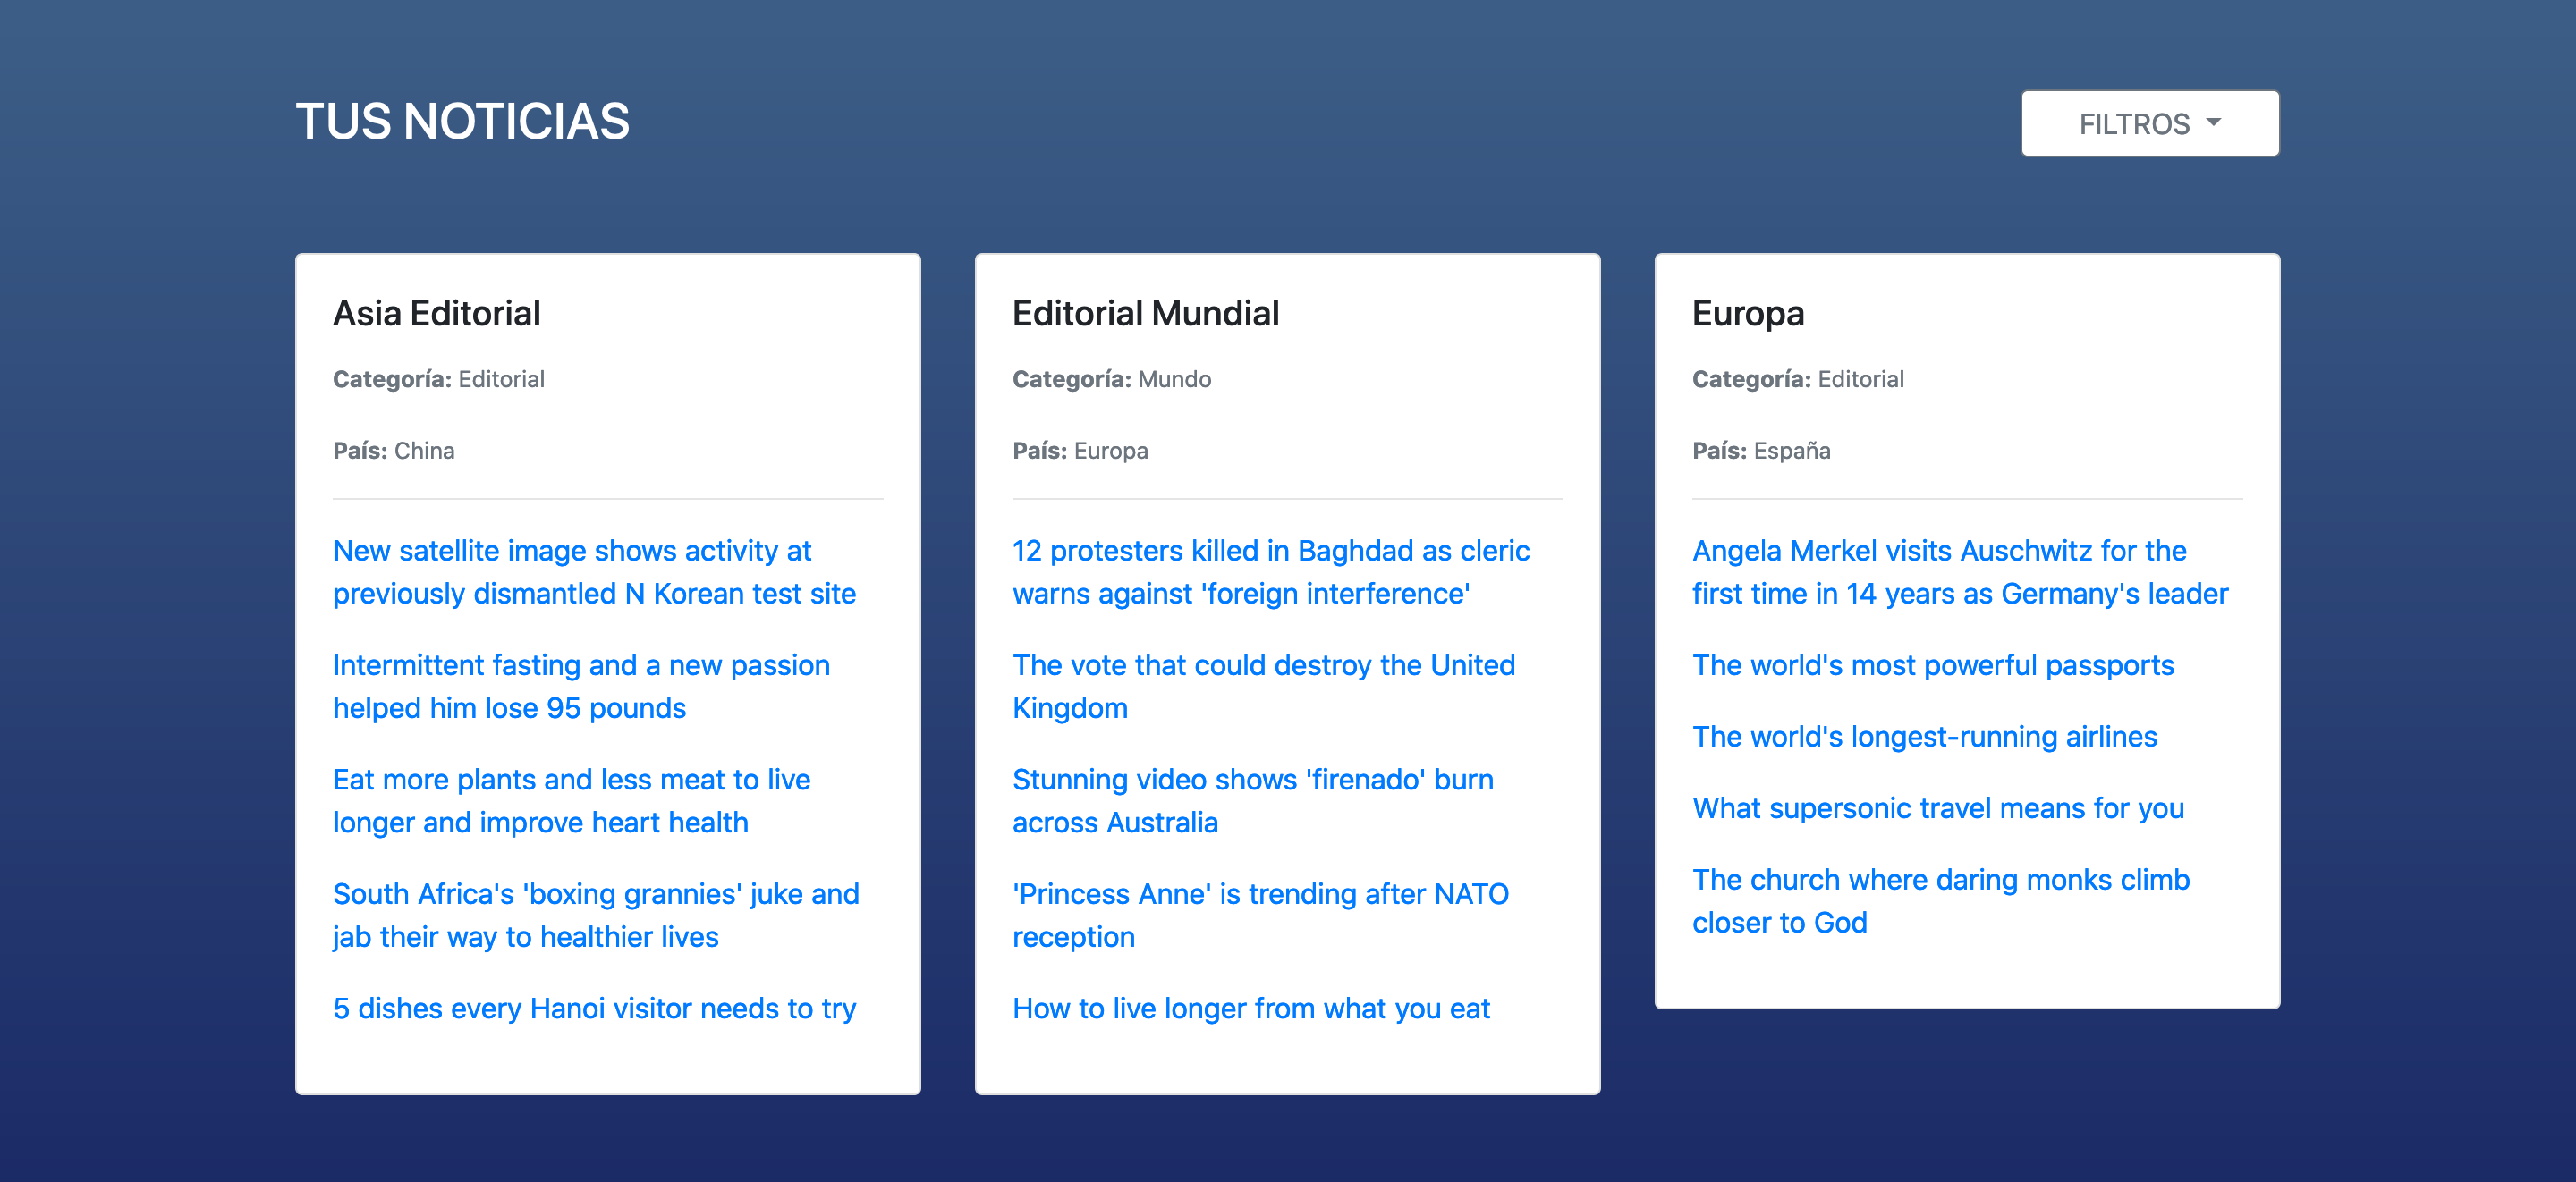 TUS NOTICIAS
FILTROS
Asia Editorial
Categoría: Editorial
País: China
New satellite image shows activity at
previously dismantled N Korean test site
Intermittent fasting and a new passion
helped him lose 95 pounds
Eat more plants and less meat to live
longer and improve heart health
South Africa's 'boxing grannies' juke and
jab their way to healthier lives
5 dishes every Hanoi visitor needs to try
Editorial Mundial
Categoría: Mundo
País: Europa
12 protesters killed in Baghdad as cleric
warns against 'foreign interference'
The vote that could destroy the United
Kingdom
Stunning video shows 'firenado' burn
across Australia
'Princess Anne' is trending after NATO
reception
How to live longer from what you eat
Europa
Categoría: Editorial
País: España
Angela Merkel visits Auschwitz for the
first time in 14 years as Germany's leader
The world's most powerful passports
The world's longest-running airlines
What supersonic travel means for you
The church where daring monks climb
closer to God